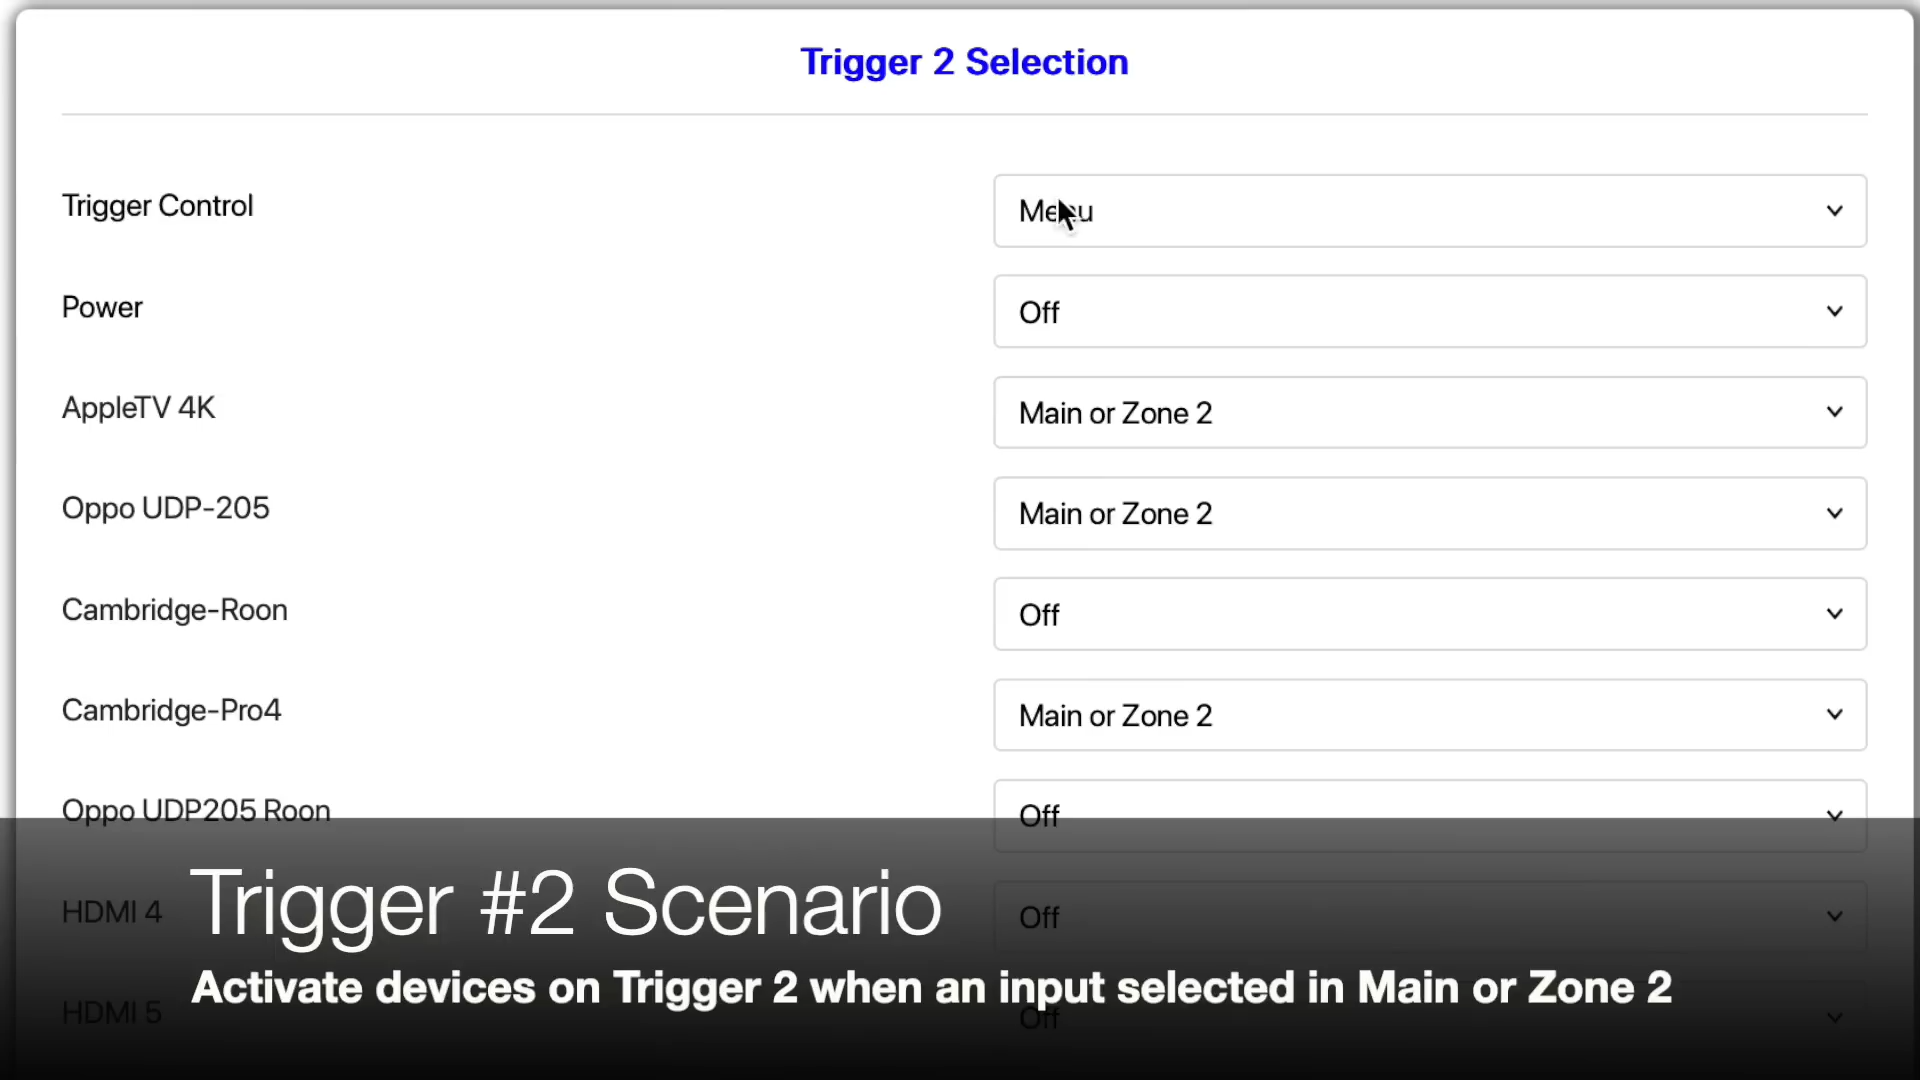 Trigger 2 Selection
Trigger Control
Menu
Power
Off
AppleTV 4K
Main or Zone 2
Oppo UDP-205
Main or Zone 2
Cambridge-Roon
Off
Cambridge-Pro4
Main or Zone 2
Oppo UDP205 Roon
Off
HDMI 4
Off
Trigger #2 Scenario
Activate devices on Trigger 2 when an input selected in Main or Zone 2
HDMI 5
Off